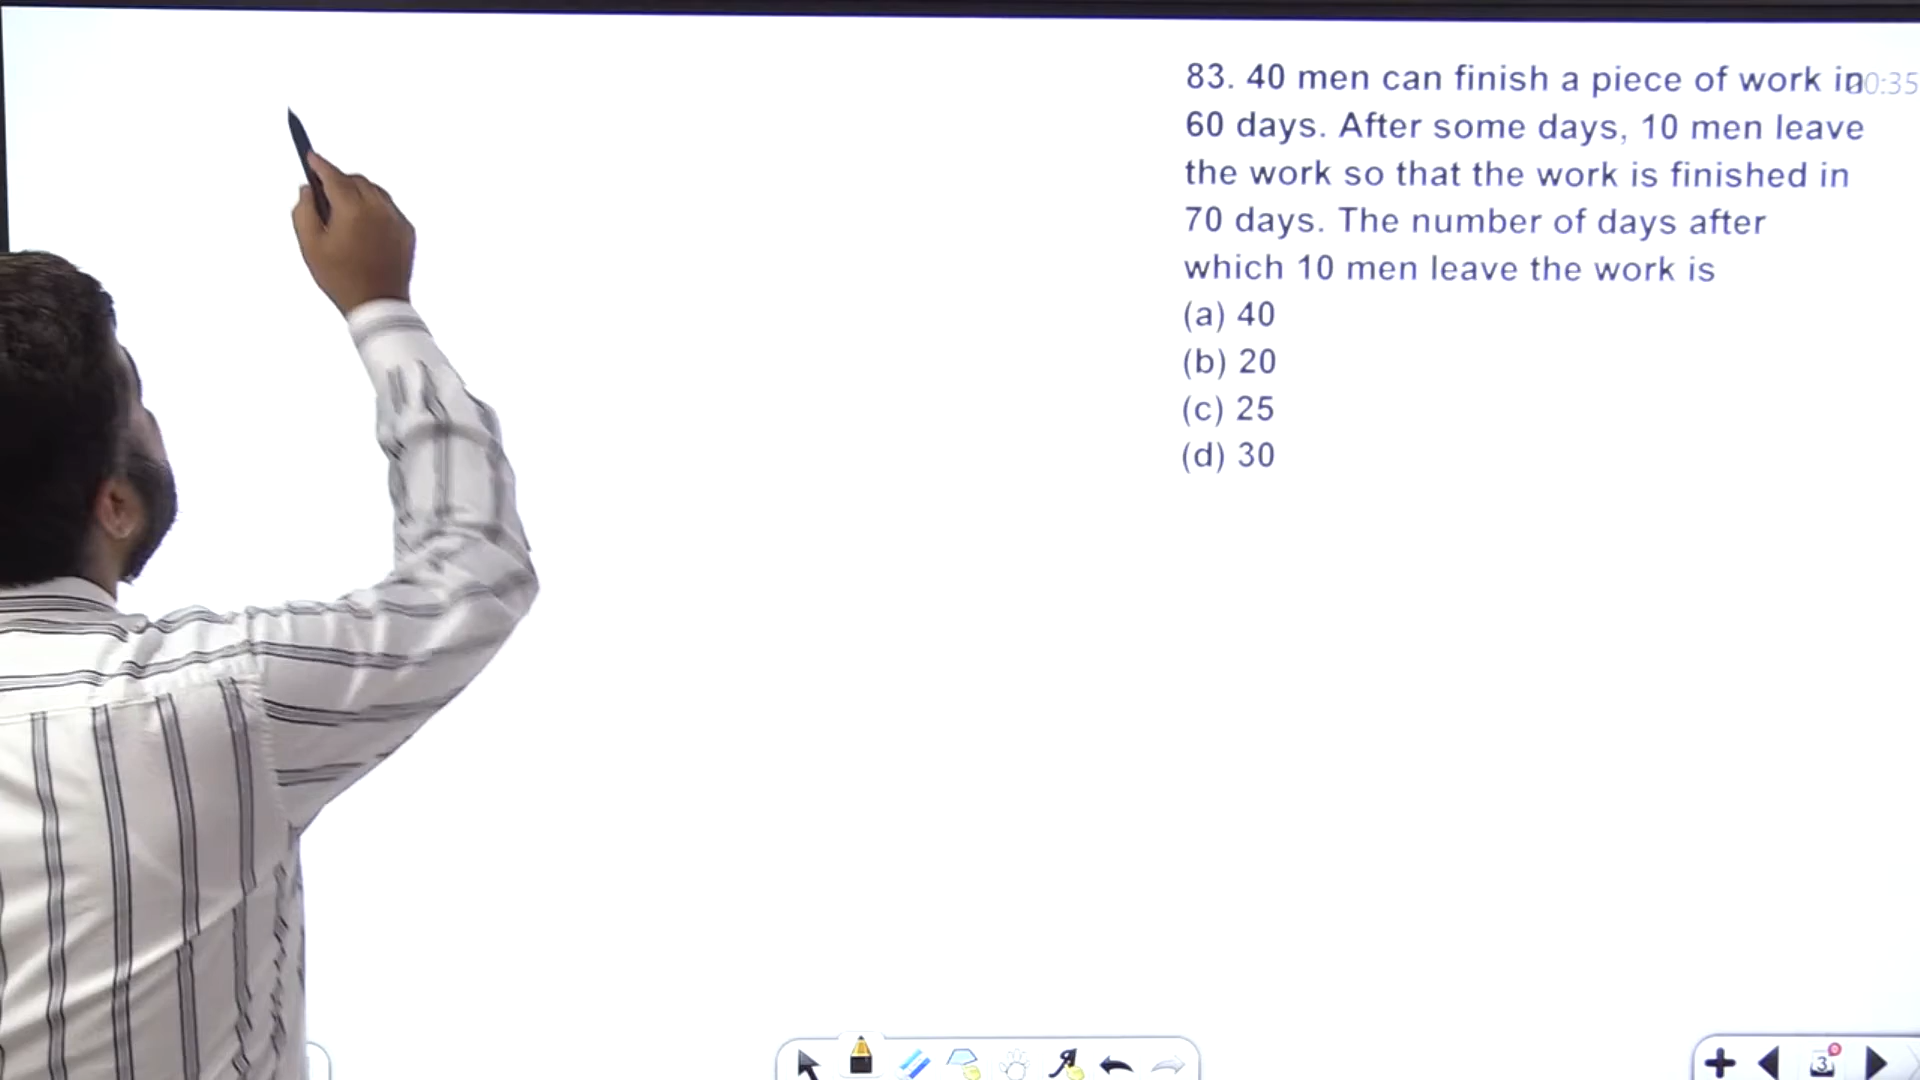 83. 40 men can finish a piece of work in
60 days. After some days, 10 men leave
the work so that the work is finished in
70 days. The number of days after
which 10 men leave the work is
(a) 40
(b) 20
(c) 25
(d) 30
3